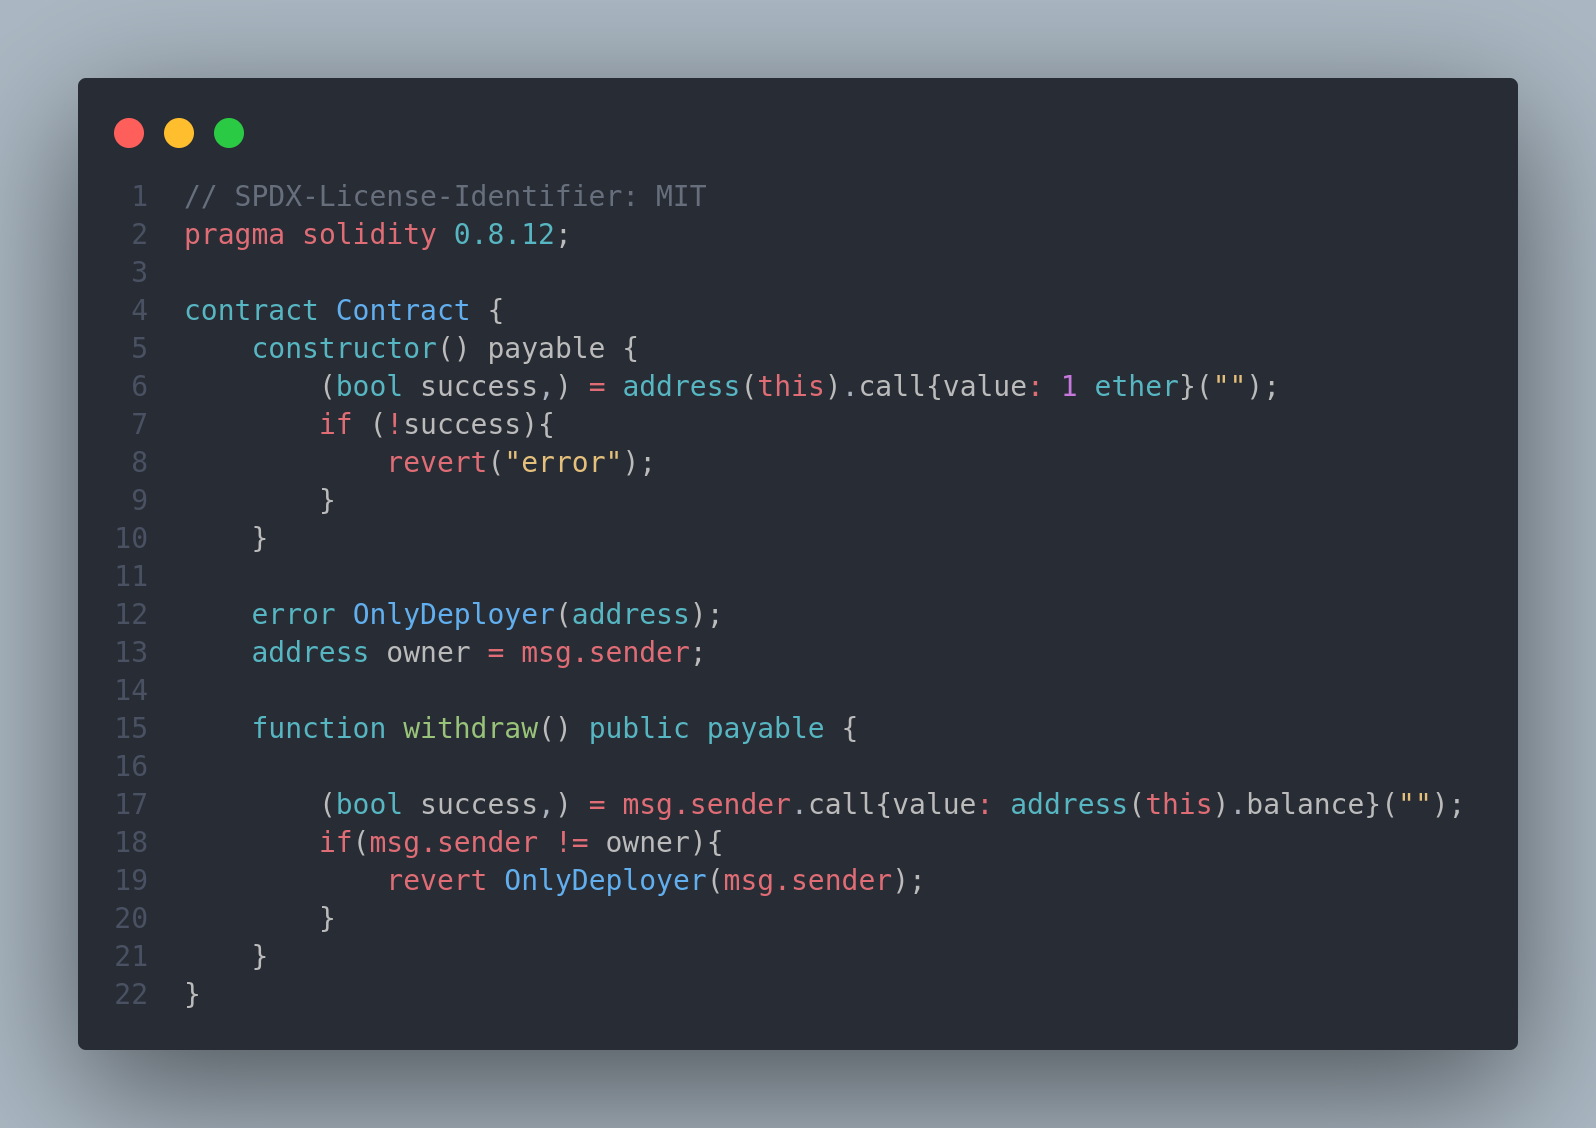 1 // SPDX-License-Identifier: MIT
2 pragma solidity 0.8.12;
3
4 contract Contract {
5     constructor() payable {
6         (bool success,) = address(this).call{value: 1 ether}("");
7         if (!success){
8             revert("error");
9         }
10     }
11
12     error OnlyDeployer(address);
13     address owner = msg.sender;
14
15     function withdraw() public payable {
16
17         (bool success,) = msg.sender.call{value: address(this).balance}("");
18         if(msg.sender != owner){
19             revert OnlyDeployer(msg.sender);
20         }
21     }
22 }